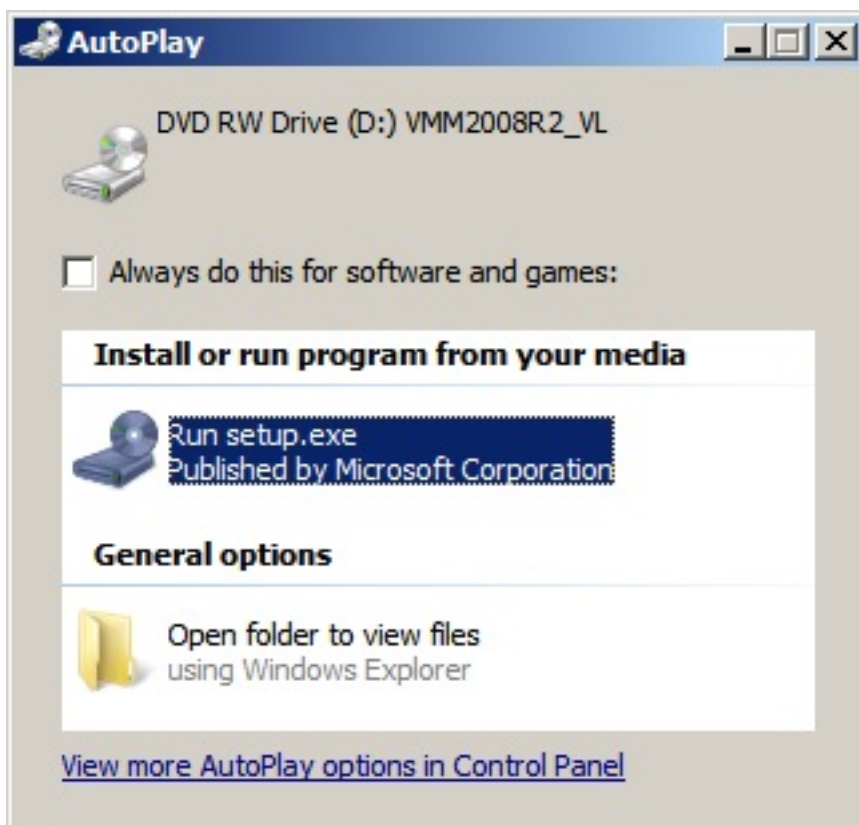 AutoPlay
DVD RW Drive (D:) VMM2008R2_VL
Always do this for software and games:
Install or run program from your media
Run setup.exe
Published by Microsoft Corporation
General options
Open folder to view files
using Windows Explorer
View more AutoPlay options in Control Panel